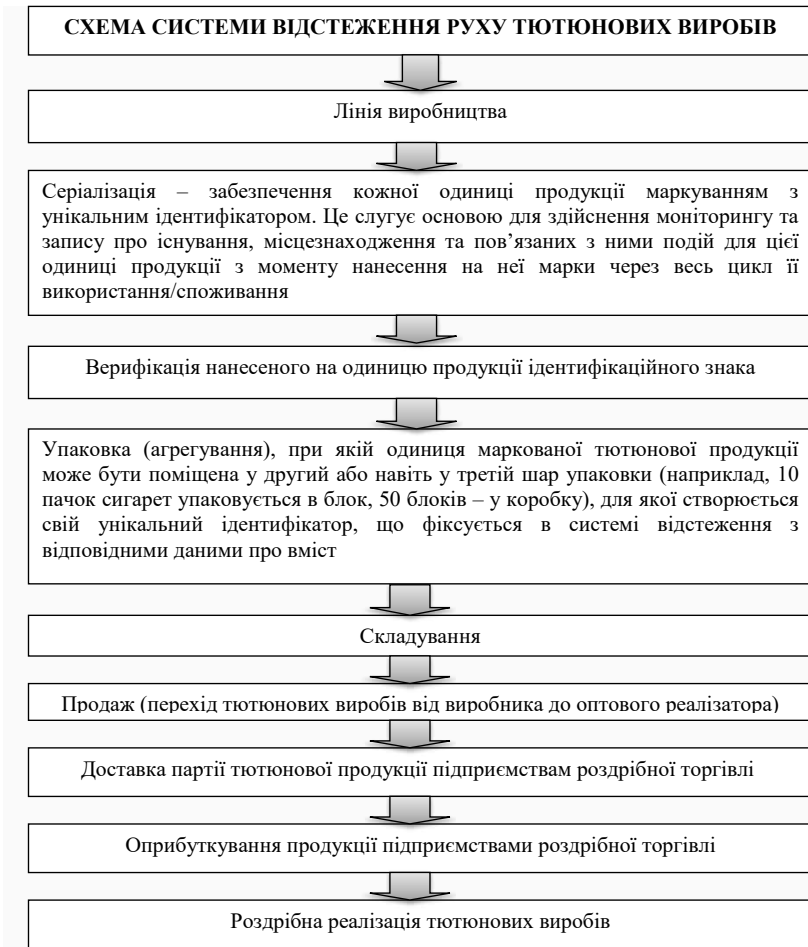 СХЕМА СИСТЕМИ ВІДСТЕЖЕННЯ РУХУ ТЮТЮНОВИХ ВИРОБІВ
Лінія виробництва
Серіалізація – забезпечення кожної одиниці продукції маркуванням з
унікальним ідентифікатором. Це слугує основою для здійснення моніторингу та
запису про існування, місцезнаходження та пов’язаних з ними подій для цієї
одиниці продукції з моменту нанесення на неї марки через весь цикл її
використання/споживання
Верифікація нанесеного на одиницю продукції ідентифікаційного знака
Упаковка (агрегування), при якій одиниця маркованої тютюнової продукції
може бути поміщена у другий або навіть у третій шар упаковки (наприклад, 10
пачок сигарет упаковується в блок, 50 блоків – у коробку), для якої створюється
свій унікальний ідентифікатор, що фіксується в системі відстеження з
відповідними даними про вміст
Складування
Продаж (перехід тютюнових виробів від виробника до оптового реалізатора)
Доставка партії тютюнової продукції підприємствам роздрібної торгівлі
Оприбуткування продукції підприємствами роздрібної торгівлі
Роздрібна реалізація тютюнових виробів